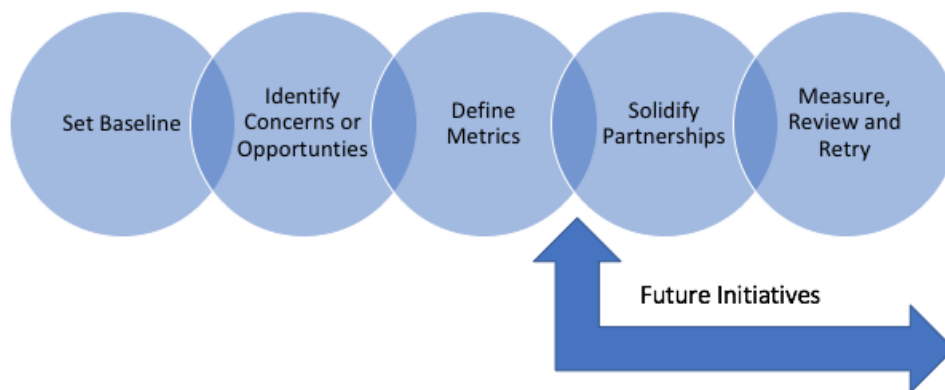 Set Baseline
Identify
Concerns or
Opportunties
Define
Metrics
Solidify
Partnerships
Measure,
Review and
Retry
Future Initiatives